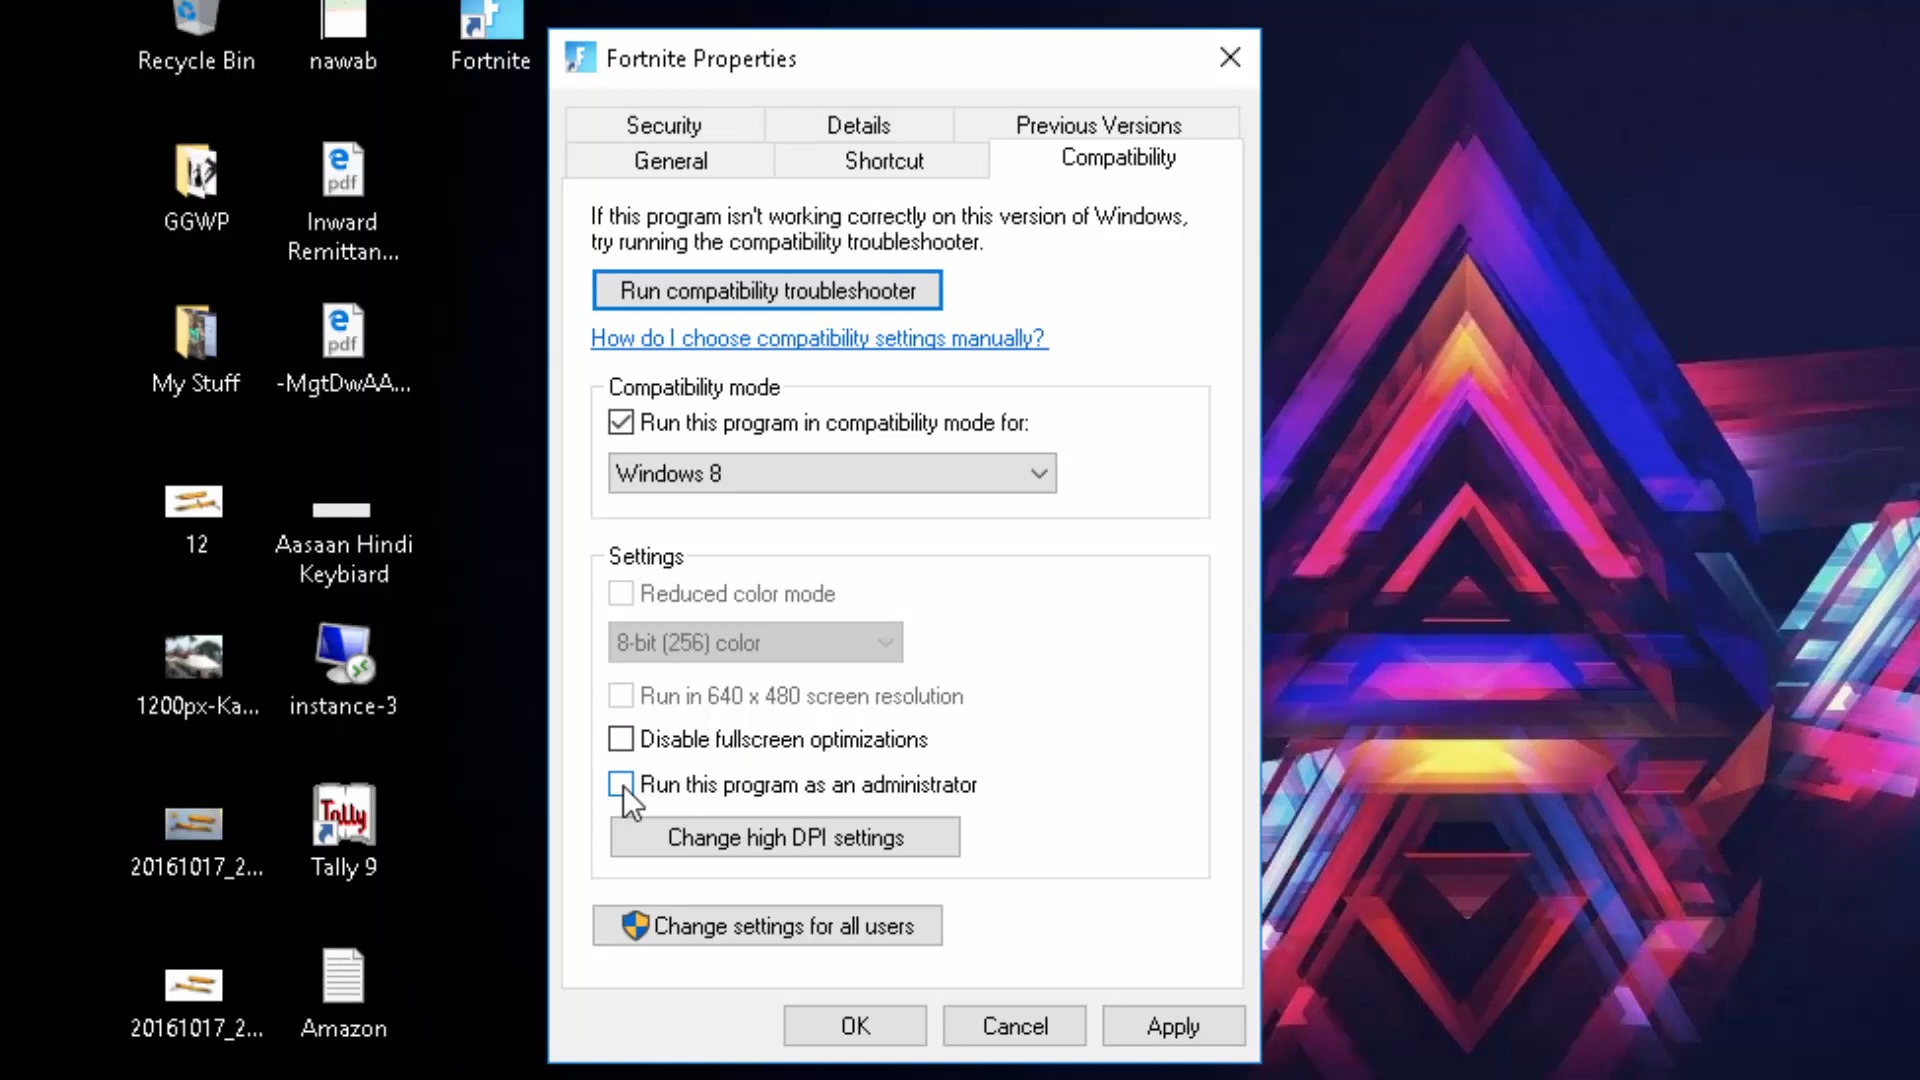 Recycle Bin
nawab
Fortnite
GGWP
Inward
Remittan...
pdf
My Stuff
-MgtDwAA...
pdf
12
Aasaan Hindi
Keybiard
1200px-Ka...
instance-3
20161017_2...
Tally
Tally 9
20161017_2...
Amazon
Fortnite Properties
Security
Details
Previous Versions
General
Shortcut
Compatibility
If this program isn't working correctly on this version of Windows,
try running the compatibility troubleshooter.
Run compatibility troubleshooter
How do I choose compatibility settings manually?
Compatibility mode
Run this program in compatibility mode for:
Windows 8
Settings
Reduced color mode
8-bit (256) color
Run in 640 x 480 screen resolution
Disable fullscreen optimizations
Run this program as an administrator
Change high DPI settings
Change settings for all users
OK
Cancel
Apply